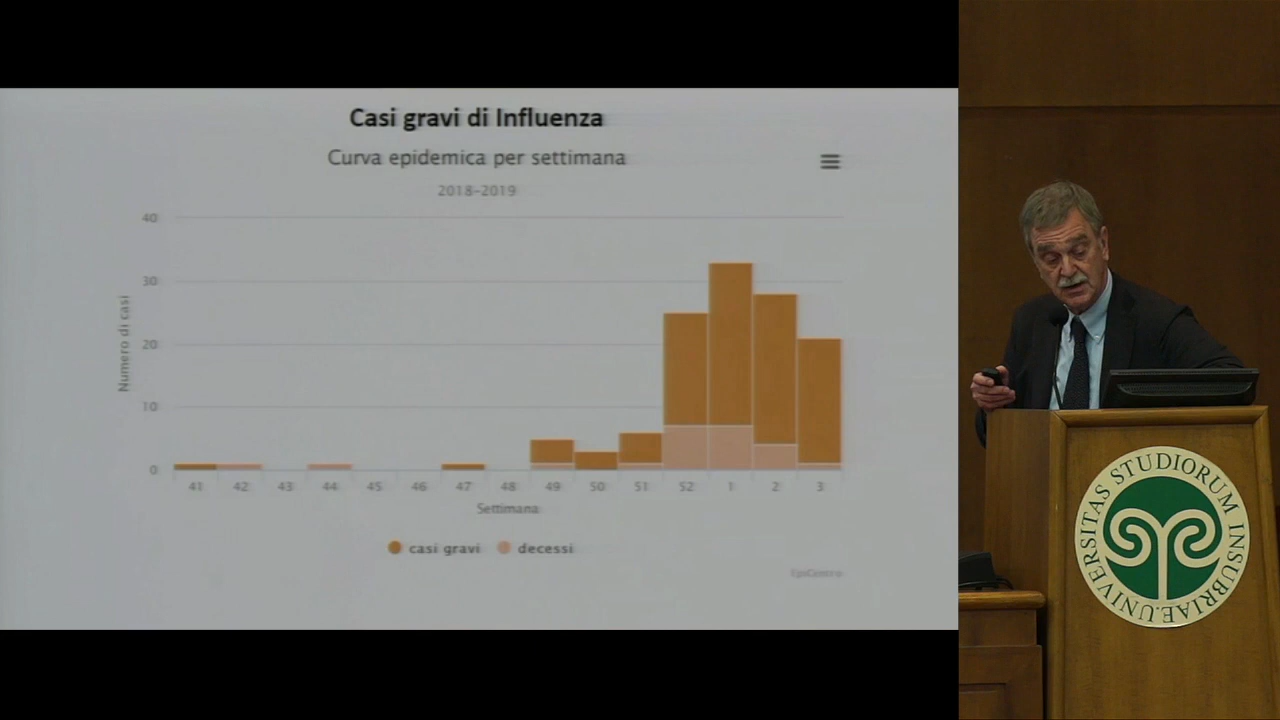 Casi gravi di Influenza
Curva epidemica per settimana
2018-2019
40
30
20
10
0
Numero di casi
41 42 43 44 45 46 47 48 49 50 51 52 1 2 3
Settimana
casi gravi decessi
EpiCentro
UNIVERSITAS STUDIORUM INSUBRIAE